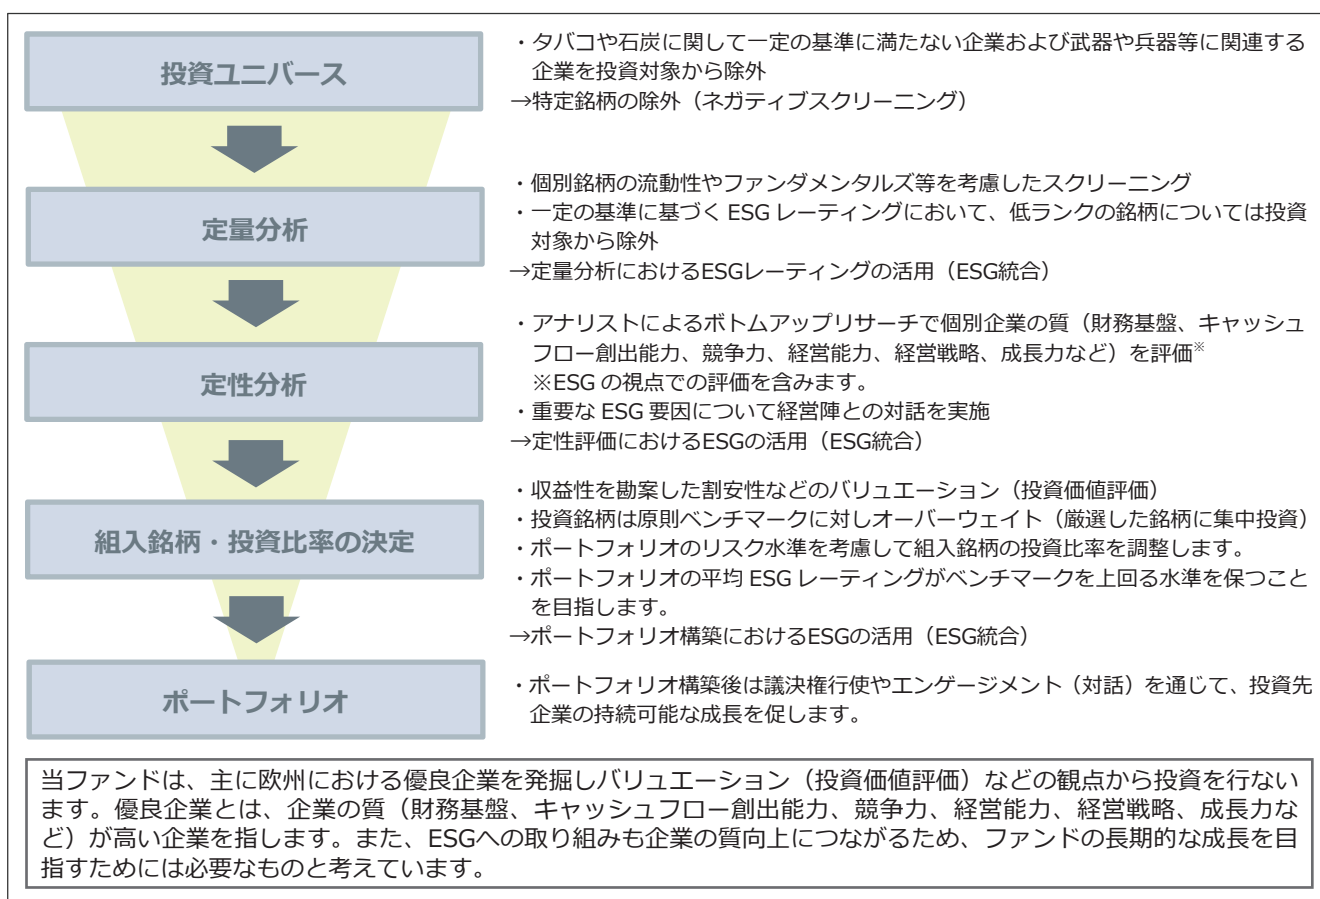 投資ユニバース
・タバコや石炭に関して一定の基準に満たない企業および武器や兵器等に関連する
企業を投資対象から除外
→特定銘柄の除外（ネガティブスクリーニング）
定量分析
・個別銘柄の流動性やファンダメンタルズ等を考慮したスクリーニング
・一定の基準に基づく ESG レーティングにおいて、低ランクの銘柄については投資
対象から除外
→定量分析におけるESGレーティングの活用（ESG統合）
定性分析
・アナリストによるボトムアップリサーチで個別企業の質（財務基盤、キャッシュ
フロー創出能力、競争力、経営能力、経営戦略、成長力など）を評価※
※ESG の視点での評価を含みます。
・重要な ESG 要因について経営陣との対話を実施
→定性評価におけるESGの活用（ESG統合）
組入銘柄・投資比率の決定
・収益性を勘案した割安性などのバリュエーション（投資価値評価）
・投資銘柄は原則ベンチマークに対しオーバーウェイト（厳選した銘柄に集中投資）
・ポートフォリオのリスク水準を考慮して組入銘柄の投資比率を調整します。
・ポートフォリオの平均 ESG レーティングがベンチマークを上回る水準を保つこと
を目指します。
→ポートフォリオ構築におけるESGの活用（ESG統合）
ポートフォリオ
・ポートフォリオ構築後は議決権行使やエンゲージメント（対話）を通じて、投資先
企業の持続可能な成長を促します。
当ファンドは、主に欧州における優良企業を発掘しバリュエーション（投資価値評価）などの観点から投資を行ない
ます。優良企業とは、企業の質（財務基盤、キャッシュフロー創出能力、競争力、経営能力、経営戦略、成長力な
ど）が高い企業を指します。また、ESGへの取り組みも企業の質向上につながるため、ファンドの長期的な成長を目
指すためには必要なものと考えています。